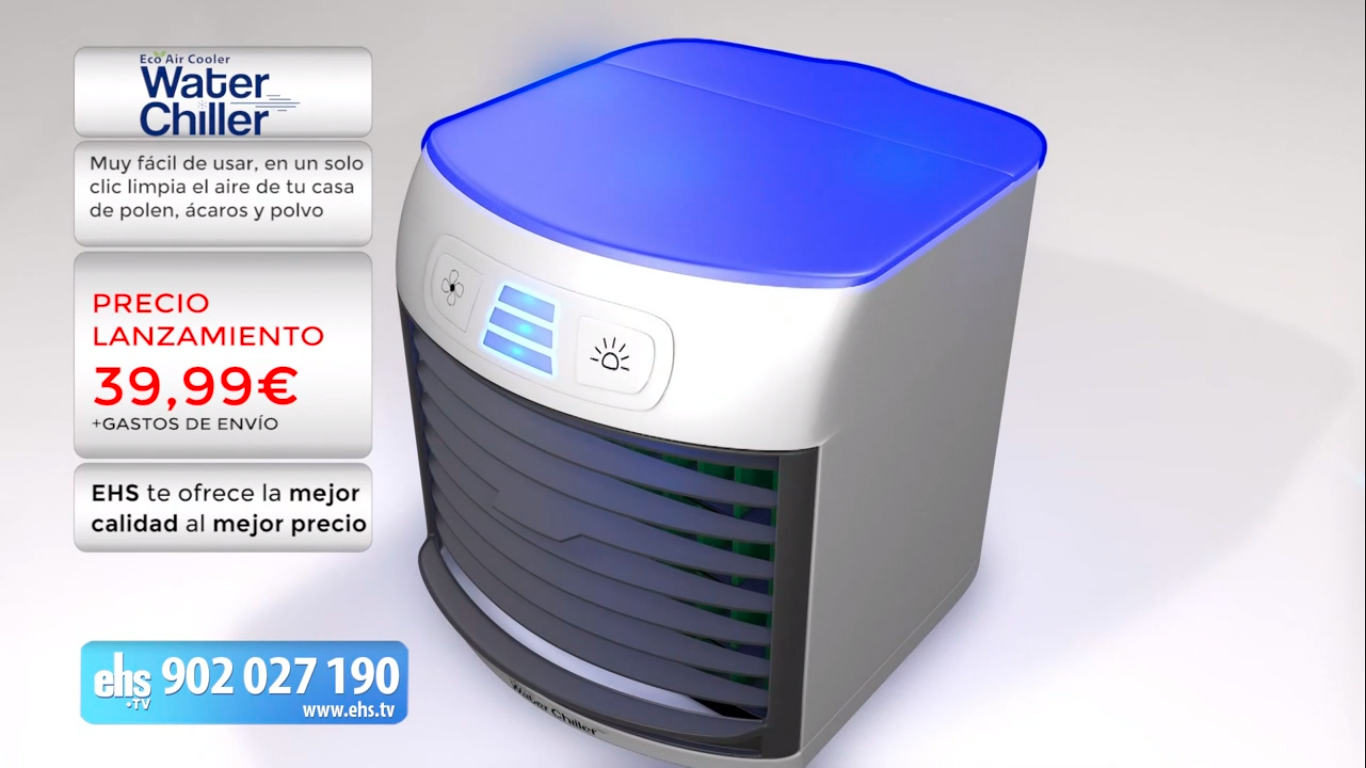 Eco Air Cooler
Water
Chiller
Muy fácil de usar, en un solo
clic limpia el aire de tu casa
de polen, ácaros y polvo
PRECIO
LANZAMIENTO
39,99€
+GASTOS DE ENVÍO
EHS te ofrece la mejor
calidad al mejor precio
ehs.TV 902 027 190
www.ehs.tv
Water Chiller